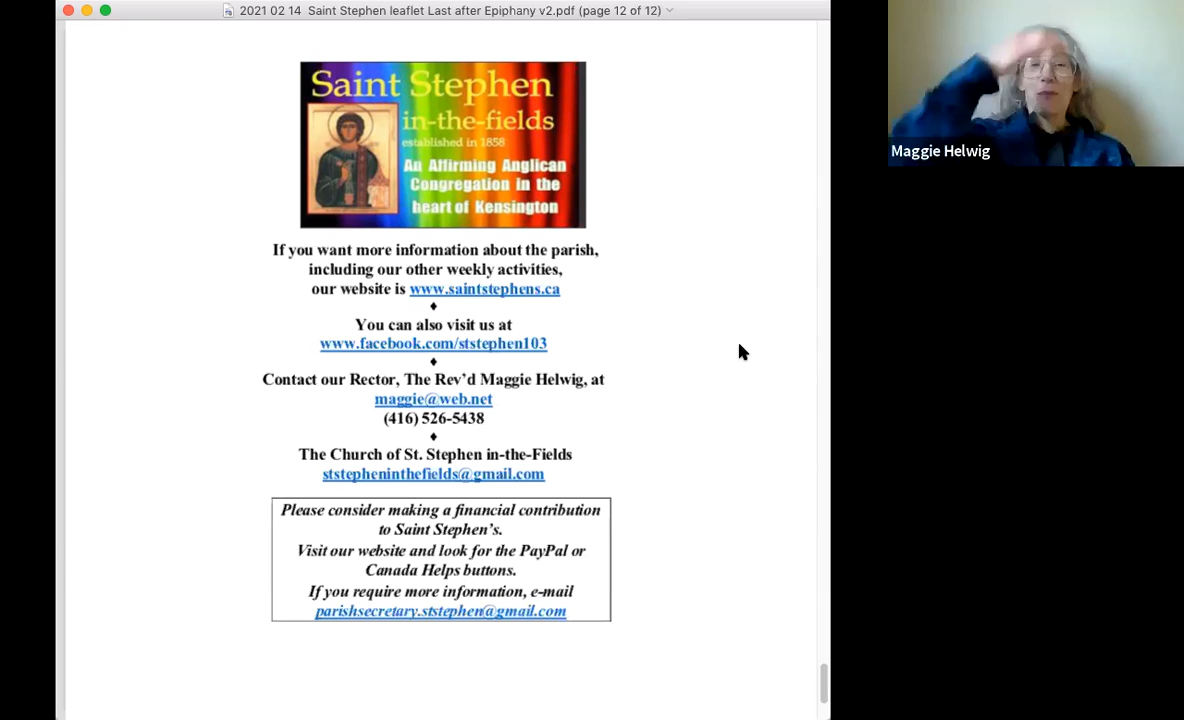 2021 02 14 Saint Stephen leaflet Last after Epiphany v2.pdf (page 12 of 12)
Saint Stephen
in-the-fields
established in 1858
An Affirming Anglican
Congregation in the
heart of Kensington
Maggie Helwig
If you want more information about the parish,
including our other weekly activities,
our website is www.saintstephens.ca
♦
You can also visit us at
www.facebook.com/ststephen103
♦
Contact our Rector, The Rev'd Maggie Helwig, at
maggie@web.net
(416) 526-5438
♦
The Church of St. Stephen in-the-Fields
ststepheninthefields@gmail.com
Please consider making a financial contribution
to Saint Stephen's.
Visit our website and look for the PayPal or
Canada Helps buttons.
If you require more information, e-mail
parishsecretary.ststephen@gmail.com